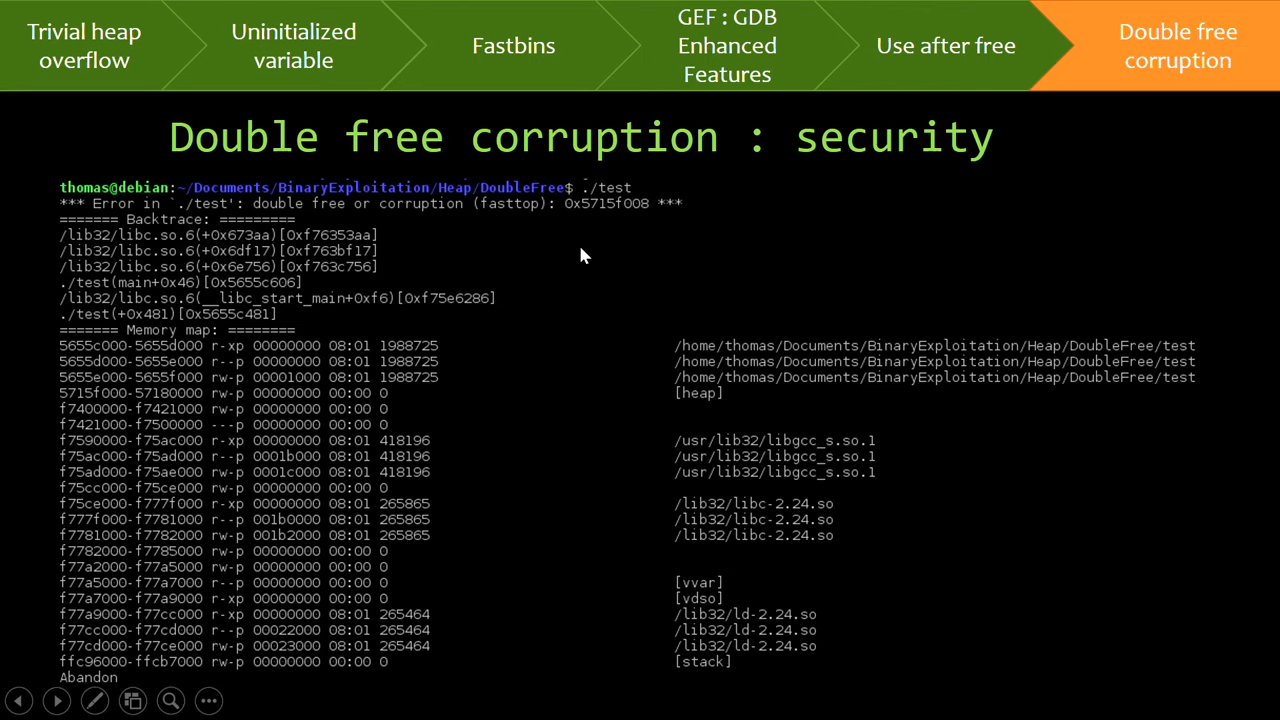 Trivial heap
overflow
Uninitialized
variable
Fastbins
GEF : GDB
Enhanced
Features
Use after free
Double free
corruption
Double free corruption : security
thomas@debian:~/Documents/BinaryExploitation/Heap/DoubleFree$ ./test
*** Error in `./test': double free or corruption (fasttop): 0x5715f008 ***
======= Backtrace: =========
/lib32/libc.so.6(+0x673aa)[0xf76353aa]
/lib32/libc.so.6(+0x6df17)[0xf763bf17]
/lib32/libc.so.6(+0x6e756)[0xf763c756]
./test(main+0x46)[0x5655c606]
/lib32/libc.so.6(__libc_start_main+0xf6)[0xf75e6286]
./test(+0x481)[0x5655c481]
======= Memory map: ========
5655c000-5655d000 r-xp 00000000 08:01 1988725 /home/thomas/Documents/BinaryExploitation/Heap/DoubleFree/test
5655d000-5655e000 r--p 00000000 08:01 1988725 /home/thomas/Documents/BinaryExploitation/Heap/DoubleFree/test
5655e000-5655f000 rw-p 00001000 08:01 1988725 /home/thomas/Documents/BinaryExploitation/Heap/DoubleFree/test
5715f000-57180000 rw-p 00000000 00:00 0 [heap]
f7400000-f7421000 rw-p 00000000 00:00 0
f7421000-f7500000 ---p 00000000 00:00 0
f7590000-f75ac000 r-xp 00000000 08:01 418196 /usr/lib32/libgcc_s.so.1
f75ac000-f75ad000 r--p 0001b000 08:01 418196 /usr/lib32/libgcc_s.so.1
f75ad000-f75ae000 rw-p 0001c000 08:01 418196 /usr/lib32/libgcc_s.so.1
f75cc000-f75ce000 rw-p 00000000 00:00 0
f75ce000-f777f000 r-xp 00000000 08:01 265865 /lib32/libc-2.24.so
f777f000-f7781000 r--p 001b0000 08:01 265865 /lib32/libc-2.24.so
f7781000-f7782000 rw-p 001b2000 08:01 265865 /lib32/libc-2.24.so
f7782000-f7785000 rw-p 00000000 00:00 0
f77a2000-f77a5000 rw-p 00000000 00:00 0
f77a5000-f77a7000 r--p 00000000 00:00 0 [vvar]
f77a7000-f77a9000 r-xp 00000000 00:00 0 [vdso]
f77a9000-f77cc000 r-xp 00000000 08:01 265464 /lib32/ld-2.24.so
f77cc000-f77cd000 r--p 00022000 08:01 265464 /lib32/ld-2.24.so
f77cd000-f77ce000 rw-p 00023000 08:01 265464 /lib32/ld-2.24.so
ffc96000-ffcb7000 rw-p 00000000 00:00 0 [stack]
Abandon